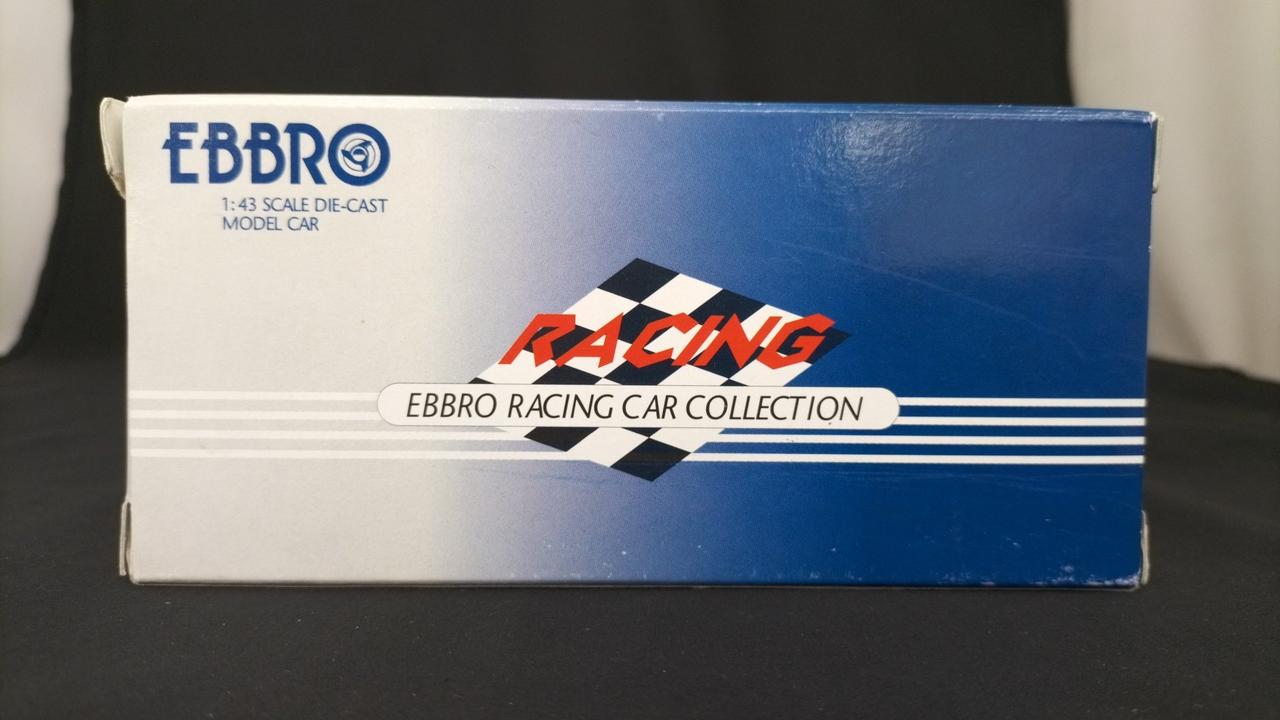 EBBRO
1:43 SCALE DIE-CAST
MODEL CAR
RACING
EBBRO RACING CAR COLLECTION